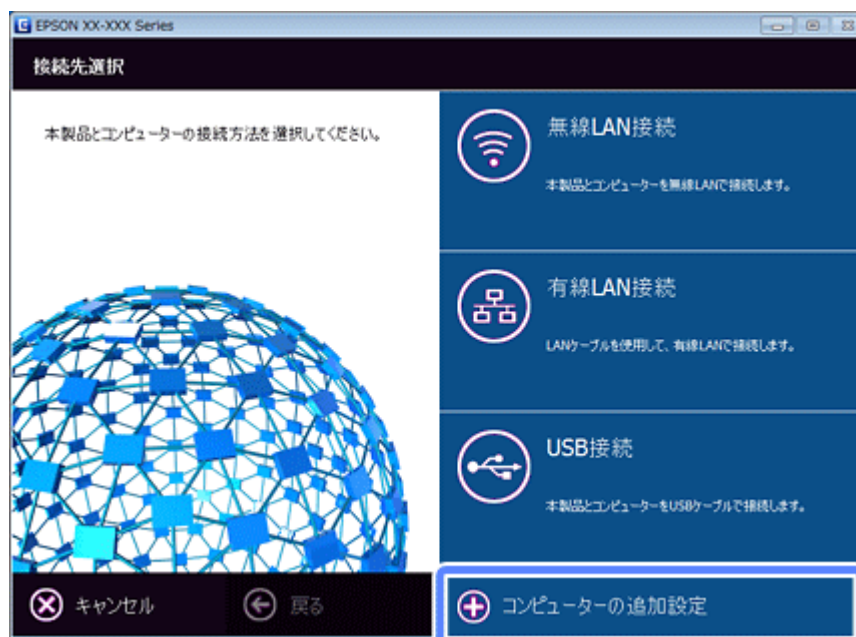 EPSON XX-XXX Series
接続先選択
本製品とコンピューターの接続方法を選択してください。
無線LAN接続
本製品とコンピューターを無線LANで接続します。
有線LAN接続
LANケーブルを使用して、有線LANで接続します。
USB接続
本製品とコンピューターをUSBケーブルで接続します。
キャンセル
戻る
コンピューターの追加設定